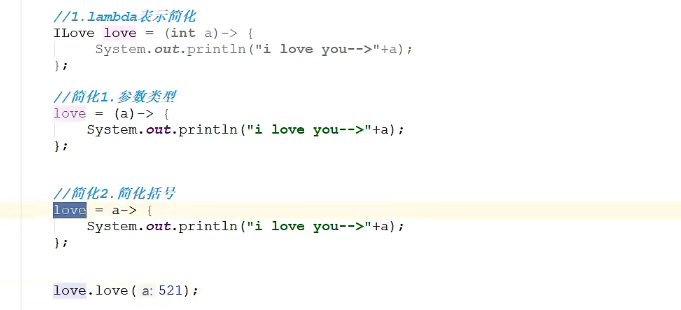 //1.lambda表示简化
ILove love = (int a)-> {
System.out.println("i love you-->"+a);
};
//简化1.参数类型
love = (a)-> {
System.out.println("i love you-->"+a);
};
//简化2.简化括号
love = a-> {
System.out.println("i love you-->"+a);
};
love.love( a: 521);